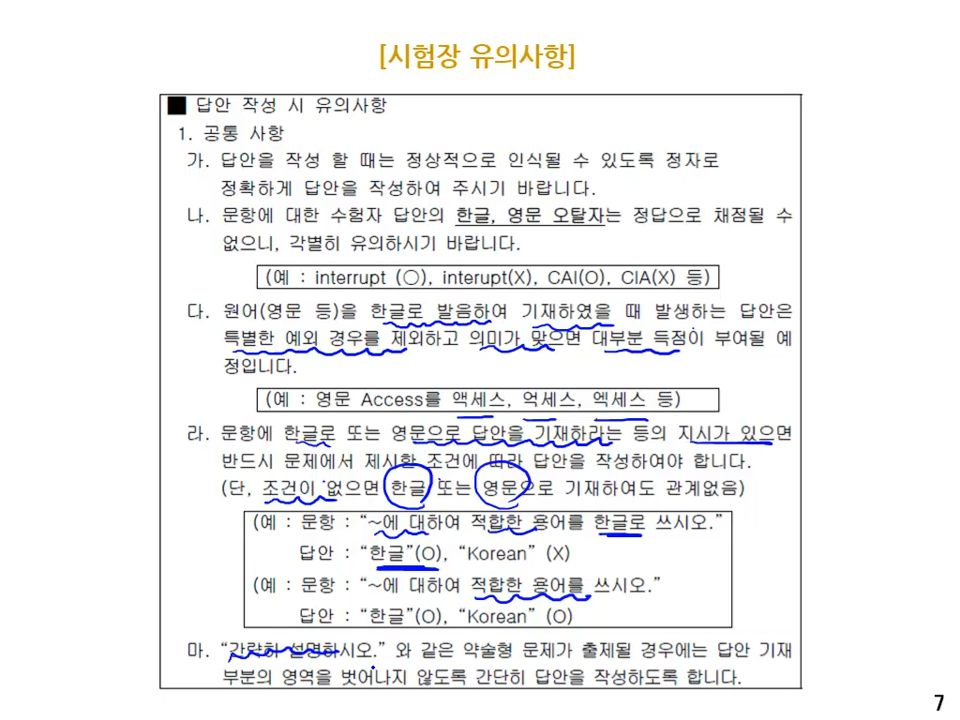 [시험장 유의사항]
■ 답안 작성 시 유의사항
1. 공통 사항
가. 답안을 작성 할 때는 정상적으로 인식될 수 있도록 정자로
정확하게 답안을 작성하여 주시기 바랍니다.
나. 문항에 대한 수험자 답안의 한글, 영문 오탈자는 정답으로 채점될 수
없으니, 각별히 유의하시기 바랍니다.
(예 : interrupt (○), interupt(X), CAI(O), CIA(X) 등)
다. 원어(영문 등)을 한글로 발음하여 기재하였을 때 발생하는 답안은
특별한 예외 경우를 제외하고 의미가 맞으면 대부분 득점이 부여될 예
정입니다.
(예 : 영문 Access를 액세스, 억세스, 엑세스 등)
라. 문항에 한글로 또는 영문으로 답안을 기재하라는 등의 지시가 있으면
반드시 문제에서 제시한 조건에 따라 답안을 작성하여야 합니다.
(단, 조건이 없으면 한글 또는 영문으로 기재하여도 관계없음)
(예 : 문항 : “~에 대하여 적합한 용어를 한글로 쓰시오.”
답안 : “한글”(O), “Korean” (X)
(예 : 문항 : “~에 대하여 적합한 용어를 쓰시오.”
답안 : “한글”(O), “Korean” (O)
마. “간략히 설명하시오.” 와 같은 약술형 문제가 출제될 경우에는 답안 기재
부분의 영역을 벗어나지 않도록 간단히 답안을 작성하도록 합니다.
7